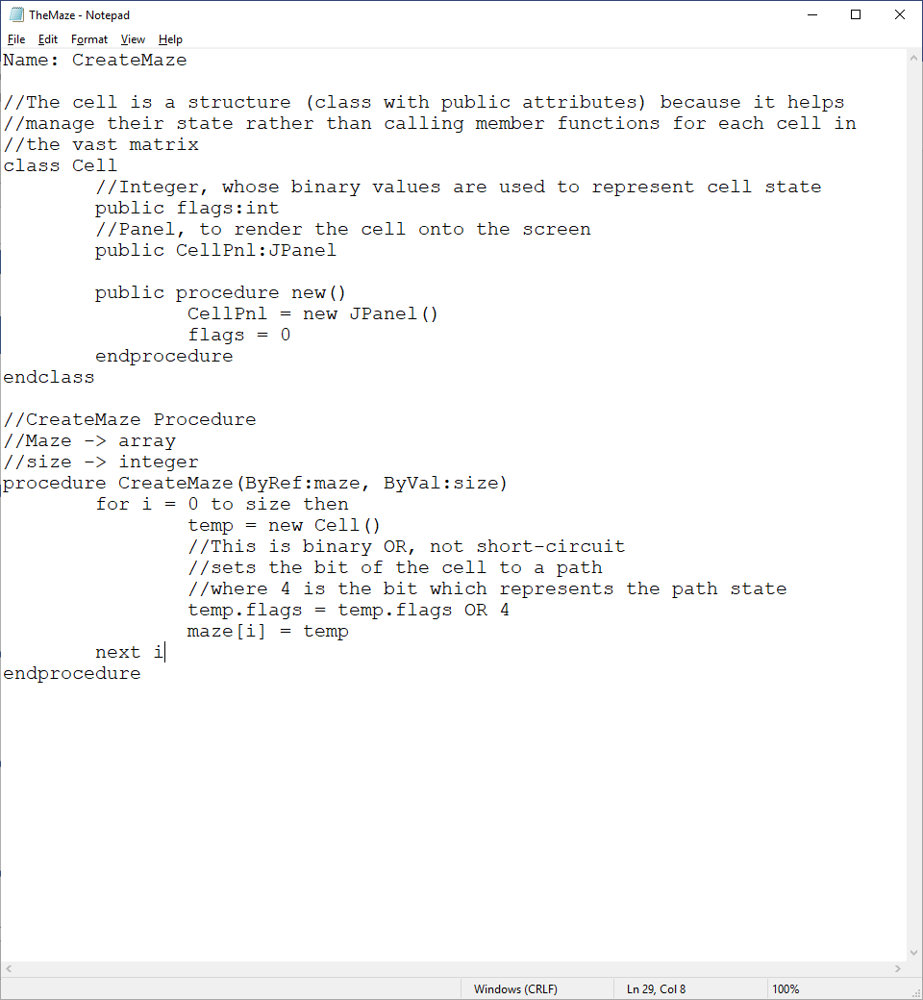 TheMaze - Notepad
File Edit Format View Help
Name: CreateMaze
//The cell is a structure (class with public attributes) because it helps
//manage their state rather than calling member functions for each cell in
//the vast matrix
class Cell
//Integer, whose binary values are used to represent cell state
public flags:int
//Panel, to render the cell onto the screen
public CellPnl:JPanel
public procedure new()
CellPnl = new JPanel()
flags = 0
endprocedure
endclass
//CreateMaze Procedure
//Maze -> array
//size -> integer
procedure CreateMaze(ByRef:maze, ByVal:size)
for i = 0 to size then
temp = new Cell()
//This is binary OR, not short-circuit
//sets the bit of the cell to a path
//where 4 is the bit which represents the path state
temp.flags = temp.flags OR 4
maze[i] = temp
next i
endprocedure
Windows (CRLF) Ln 29, Col 8 100%